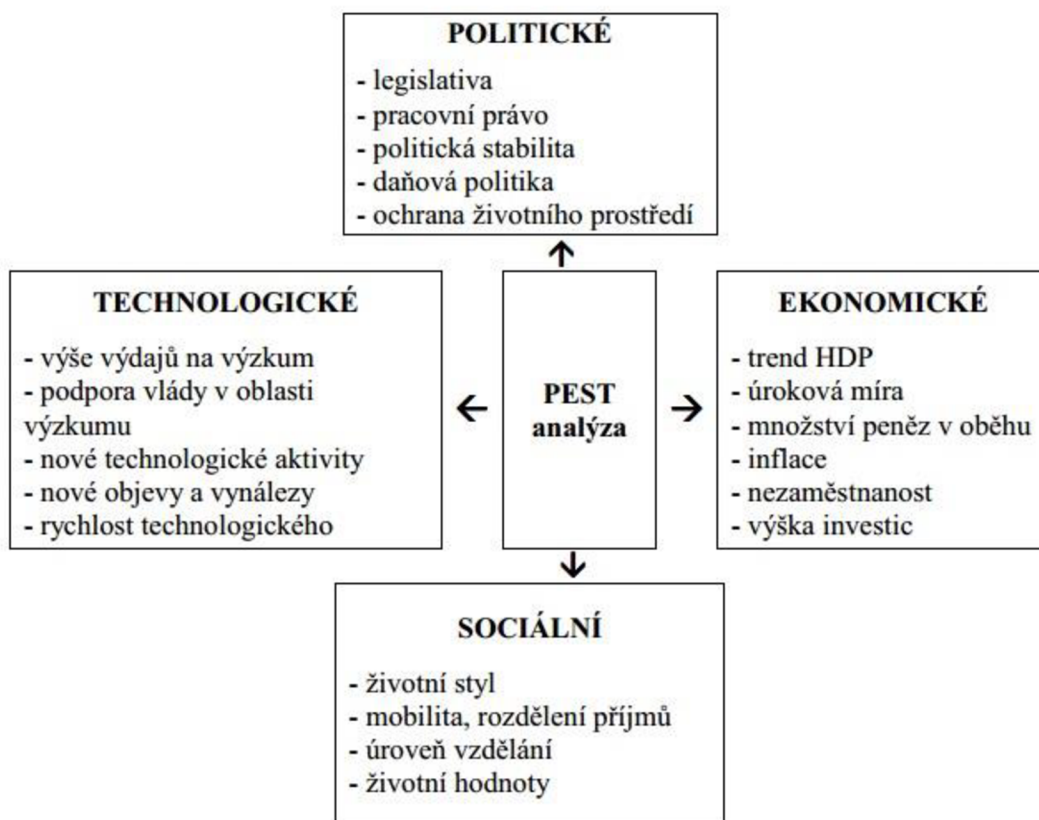 POLITICKÉ
- legislativa
- pracovní právo
- politická stabilita
- daňová politika
- ochrana životního prostředí
TECHNOLOGICKÉ
- výše výdajů na výzkum
- podpora vlády v oblasti
výzkumu
- nové technologické aktivity
- nové objevy a vynálezy
- rychlost technologického
PEST
analýza
EKONOMICKÉ
- trend HDP
- úroková míra
- množství peněz v oběhu
- inflace
- nezaměstnanost
- výška investic
SOCIÁLNÍ
- životní styl
- mobilita, rozdělení příjmů
- úroveň vzdělání
- životní hodnoty